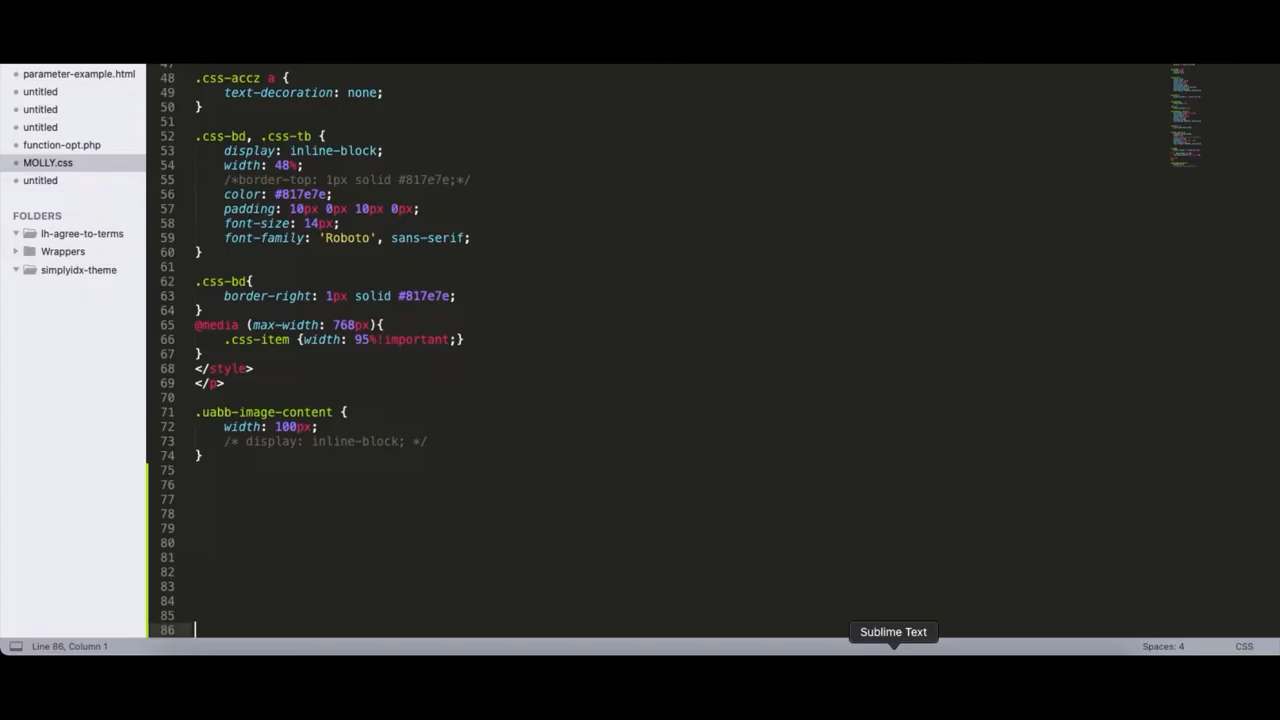 parameter-example.html
untitled
untitled
untitled
function-opt.php
MOLLY.css
untitled
FOLDERS
lh-agree-to-terms
Wrappers
simplyidx-theme
47
48 .css-accz a {
49 text-decoration: none;
50 }
51
52 .css-bd, .css-tb {
53 display: inline-block;
54 width: 48%;
55 /*border-top: 1px solid #817e7e;*/
56 color: #817e7e;
57 padding: 10px 0px 10px 0px;
58 font-size: 14px;
59 font-family: 'Roboto', sans-serif;
60 }
61
62 .css-bd{
63 border-right: 1px solid #817e7e;
64 }
65 @media (max-width: 768px){
66 .css-item {width: 95%!important;}
67 }
68 </style>
69 </p>
70
71 .uabb-image-content {
72 width: 100px;
73 /* display: inline-block; */
74 }
75
76
77
78
79
80
81
82
83
84
85
86
Sublime Text
Line 86, Column 1
Spaces: 4
CSS